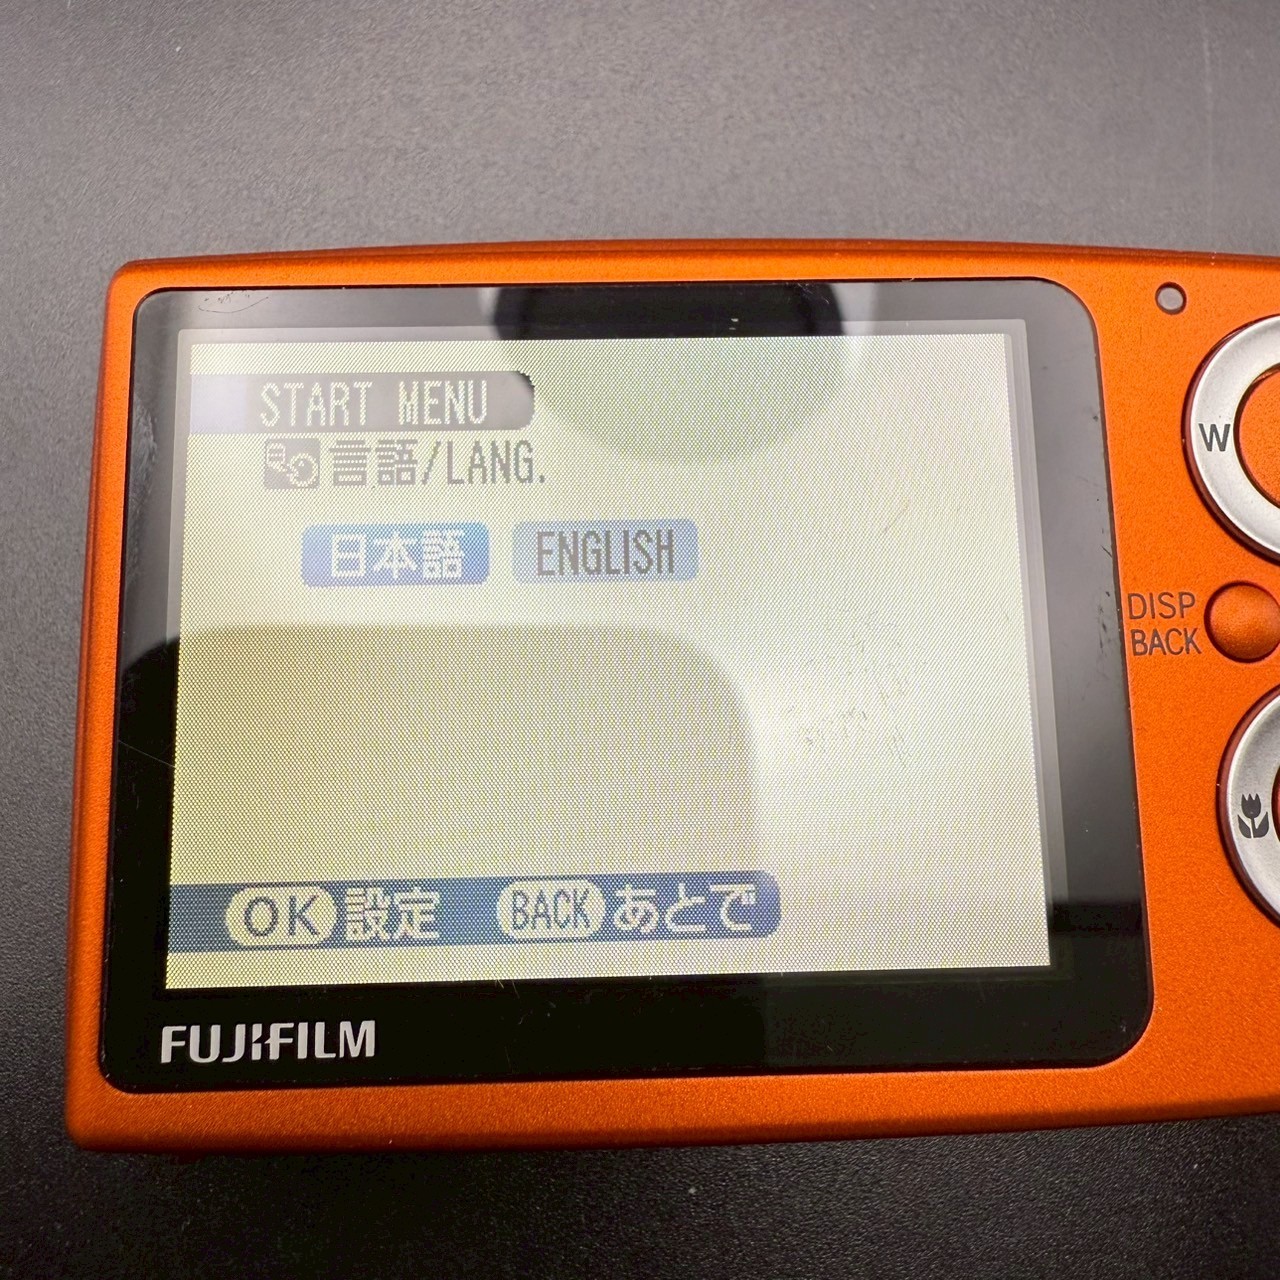 START MENU
言語/LANG.
日本語 ENGLISH
OK 設定 BACK あとで
FUJIFILM
W
DISP
BACK